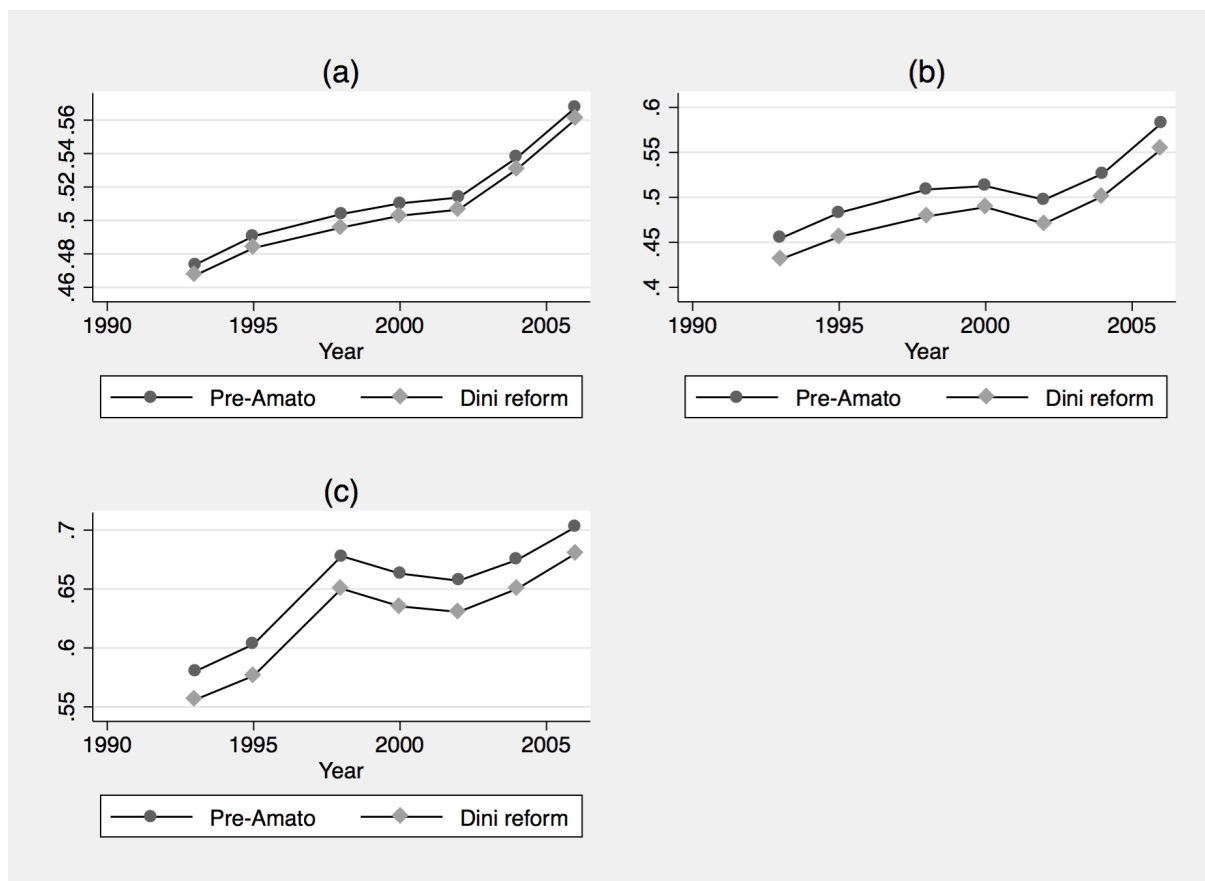 (a)
.46 .48 .5 .52 .54 .56
1990 1995 2000 2005
Year
Pre-Amato Dini reform
(b)
.4 .45 .5 .55 .6
1990 1995 2000 2005
Year
Pre-Amato Dini reform
(c)
.55 .6 .65 .7
1990 1995 2000 2005
Year
Pre-Amato Dini reform